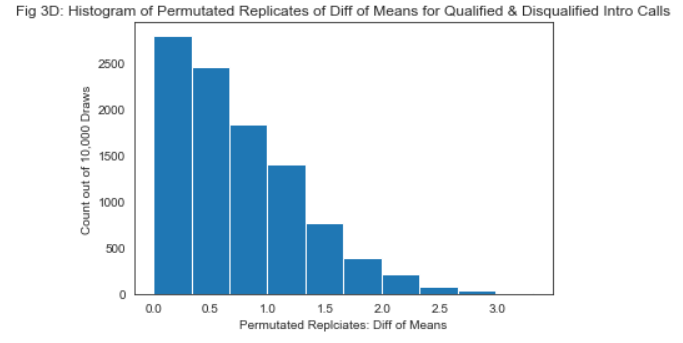 Fig 3D: Histogram of Permutated Replicates of Diff of Means for Qualified & Disqualified Intro Calls
Count out of 10,000 Draws
2500
2000
1500
1000
500
0
0.0 0.5 1.0 1.5 2.0 2.5 3.0
Permutated Replciates: Diff of Means